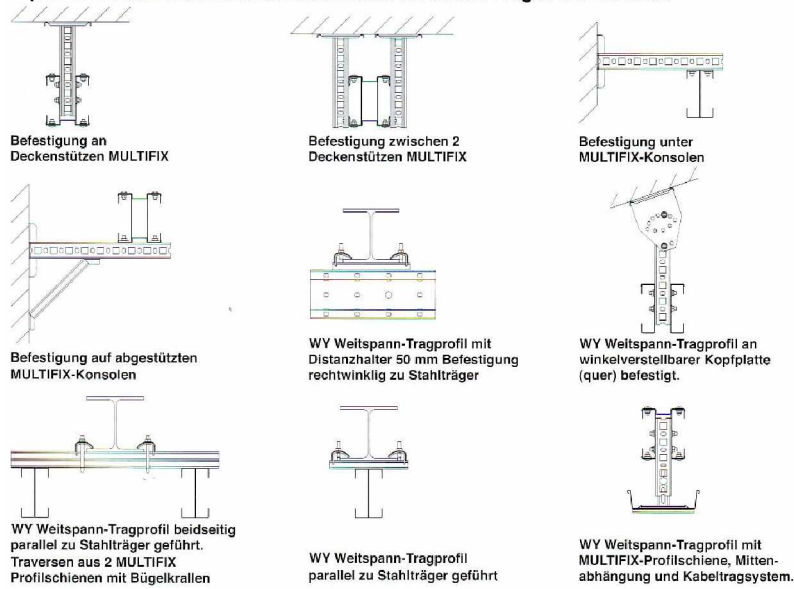 Befestigung an
Deckenstützen MULTIFIX
Befestigung zwischen 2
Deckenstützen MULTIFIX
Befestigung unter
MULTIFIX-Konsolen
Befestigung auf abgestützten
MULTIFIX-Konsolen
WY Weitspann-Tragprofil mit
Distanzhalter 50 mm Befestigung
rechtwinklig zu Stahlträger
WY Weitspann-Tragprofil an
winkelverstellbarer Kopfplatte
(quer) befestigt.
WY Weitspann-Tragprofil beidseitig
parallel zu Stahlträger geführt.
Traversen aus 2 MULTIFIX
Profilschienen mit Bügelkrallen
WY Weitspann-Tragprofil
parallel zu Stahlträger geführt
WY Weitspann-Tragprofil mit
MULTIFIX-Profilschiene, Mitten-
abhängung und Kabeltragsystem.